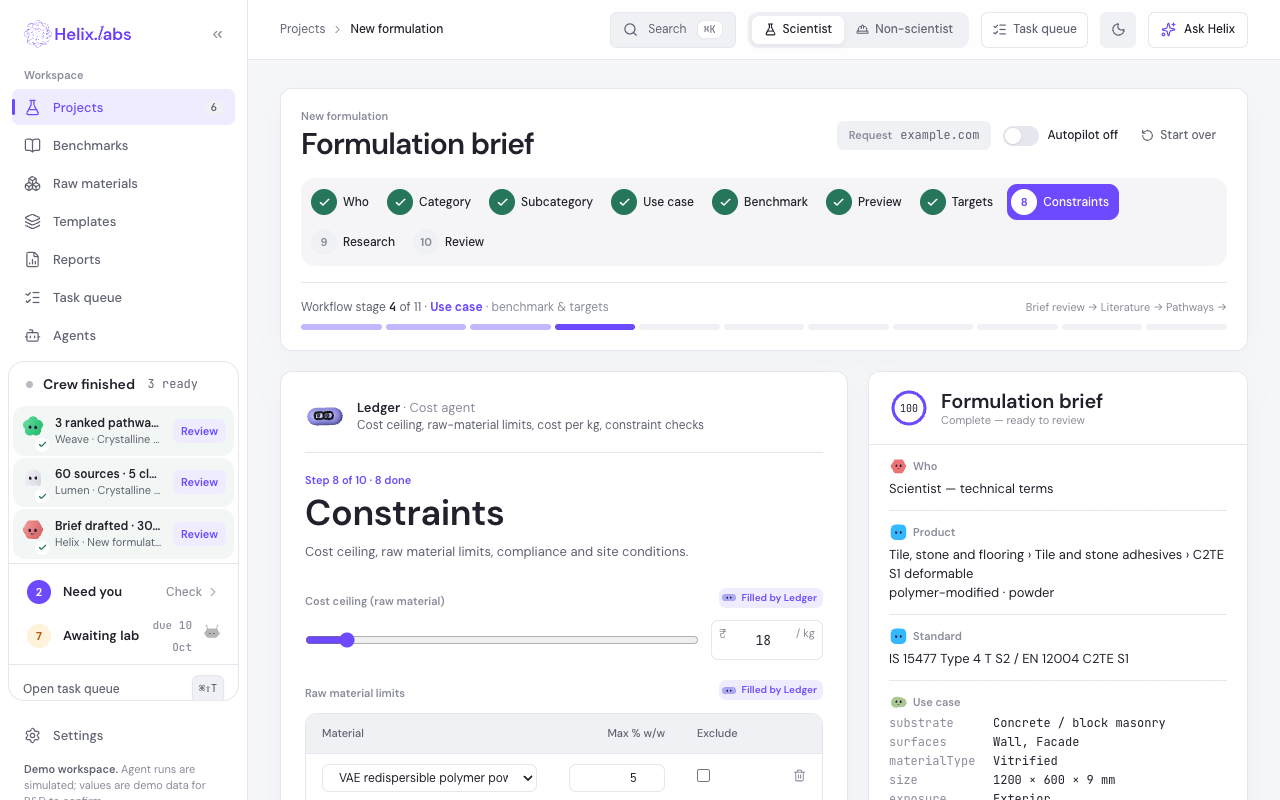 Helix.labs
Workspace
Projects
6
Benchmarks
Raw materials
Templates
Reports
Task queue
Agents
Crew finished 3 ready
3 ranked pathwa...
Weave · Crystalline ...
Review
60 sources · 5 cl...
Lumen · Crystalline ...
Review
Brief drafted · 30...
Helix · New formulat...
Review
2 Need you Check
7 Awaiting lab due 10 Oct
Open task queue ⌘⇧T
Settings
Demo workspace. Agent runs are
simulated; values are demo data for
R&D to confirm
Projects › New formulation
Search ⌘K
Scientist
Non-scientist
Task queue
Ask Helix
New formulation
Formulation brief
Request example.com
Autopilot off
Start over
Who
Category
Subcategory
Use case
Benchmark
Preview
Targets
8 Constraints
9 Research
10 Review
Workflow stage 4 of 11 · Use case · benchmark & targets
Brief review → Literature → Pathways →
Ledger · Cost agent
Cost ceiling, raw-material limits, cost per kg, constraint checks
Step 8 of 10 · 8 done
Constraints
Cost ceiling, raw material limits, compliance and site conditions.
Cost ceiling (raw material)
Filled by Ledger
₹ 18 / kg
Raw material limits
Filled by Ledger
Material Max % w/w Exclude
VAE redispersible polymer pow
5
100
Formulation brief
Complete — ready to review
Who
Scientist — technical terms
Product
Tile, stone and flooring › Tile and stone adhesives › C2TE
S1 deformable
polymer-modified · powder
Standard
IS 15477 Type 4 T S2 / EN 12004 C2TE S1
Use case
substrate Concrete / block masonry
surfaces Wall, Facade
materialType Vitrified
size 1200 × 600 × 9 mm
exposure Exterior